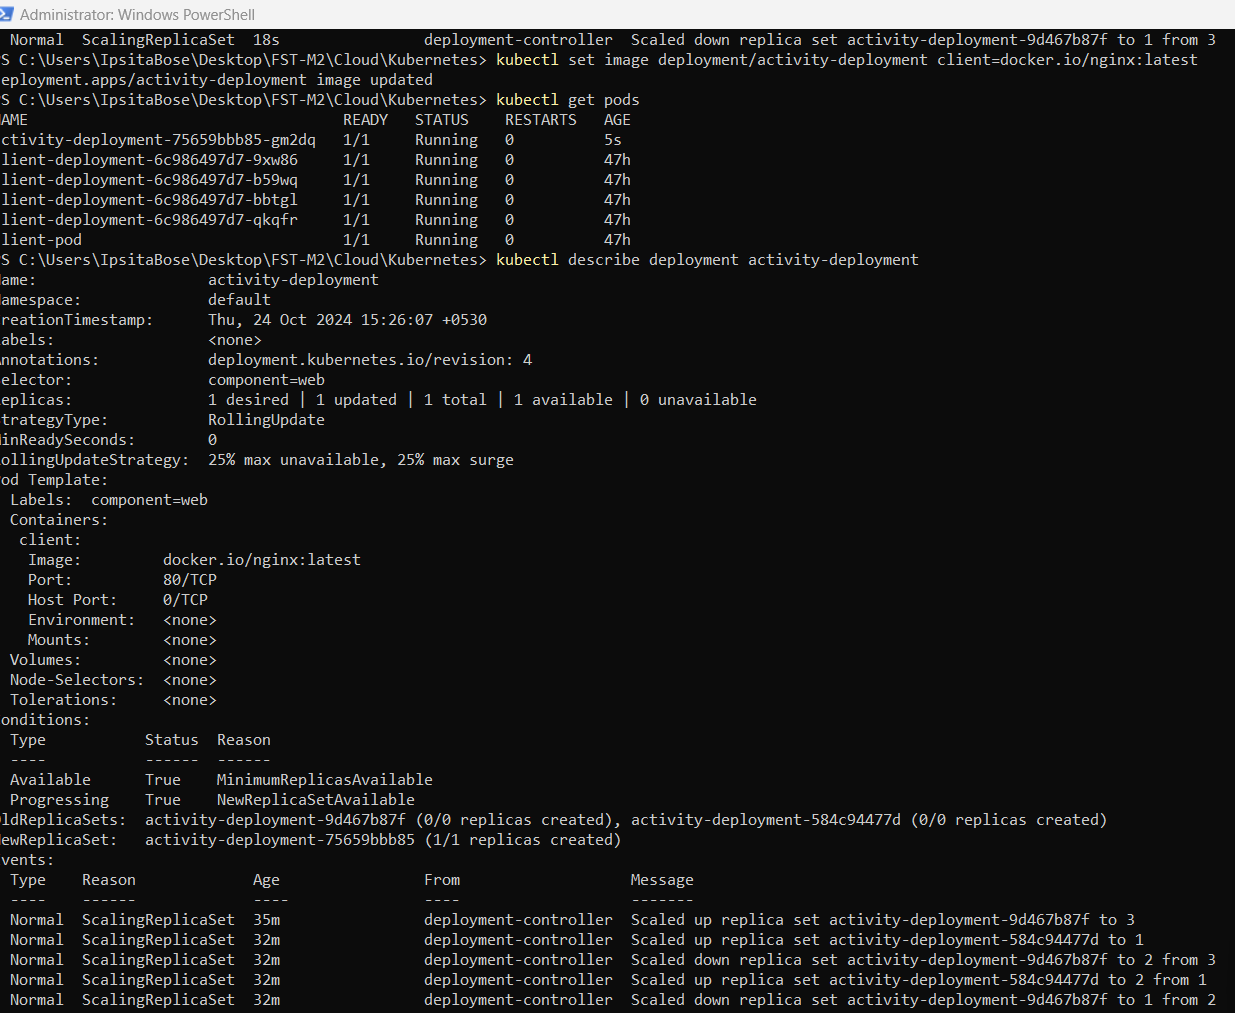 Administrator: Windows PowerShell
Normal ScalingReplicaSet 18s deployment-controller Scaled down replica set activity-deployment-9d467b87f to 1 from 3
S C:\Users\IpsitaBose\Desktop\FST-M2\Cloud\Kubernetes> kubectl set image deployment/activity-deployment client=docker.io/nginx:latest
eployment.apps/activity-deployment image updated
S C:\Users\IpsitaBose\Desktop\FST-M2\Cloud\Kubernetes> kubectl get pods
AME READY STATUS RESTARTS AGE
ctivity-deployment-75659bbb85-gm2dq 1/1 Running 0 5s
lient-deployment-6c986497d7-9xw86 1/1 Running 0 47h
lient-deployment-6c986497d7-b59wq 1/1 Running 0 47h
lient-deployment-6c986497d7-bbtgl 1/1 Running 0 47h
lient-deployment-6c986497d7-qkqfr 1/1 Running 0 47h
lient-pod 1/1 Running 0 47h
S C:\Users\IpsitaBose\Desktop\FST-M2\Cloud\Kubernetes> kubectl describe deployment activity-deployment
ame: activity-deployment
amespace: default
reationTimestamp: Thu, 24 Oct 2024 15:26:07 +0530
abels: <none>
nnotations: deployment.kubernetes.io/revision: 4
elector: component=web
eplicas: 1 desired | 1 updated | 1 total | 1 available | 0 unavailable
trategyType: RollingUpdate
inReadySeconds: 0
ollingUpdateStrategy: 25% max unavailable, 25% max surge
od Template:
Labels: component=web
Containers:
client:
Image: docker.io/nginx:latest
Port: 80/TCP
Host Port: 0/TCP
Environment: <none>
Mounts: <none>
Volumes: <none>
Node-Selectors: <none>
Tolerations: <none>
onditions:
Type Status Reason
---- ------ ------
Available True MinimumReplicasAvailable
Progressing True NewReplicaSetAvailable
ldReplicaSets: activity-deployment-9d467b87f (0/0 replicas created), activity-deployment-584c94477d (0/0 replicas created)
ewReplicaSet: activity-deployment-75659bbb85 (1/1 replicas created)
vents:
Type Reason Age From Message
---- ------ ---- ---- -------
Normal ScalingReplicaSet 35m deployment-controller Scaled up replica set activity-deployment-9d467b87f to 3
Normal ScalingReplicaSet 32m deployment-controller Scaled up replica set activity-deployment-584c94477d to 1
Normal ScalingReplicaSet 32m deployment-controller Scaled down replica set activity-deployment-9d467b87f to 2 from 3
Normal ScalingReplicaSet 32m deployment-controller Scaled up replica set activity-deployment-584c94477d to 2 from 1
Normal ScalingReplicaSet 32m deployment-controller Scaled down replica set activity-deployment-9d467b87f to 1 from 2